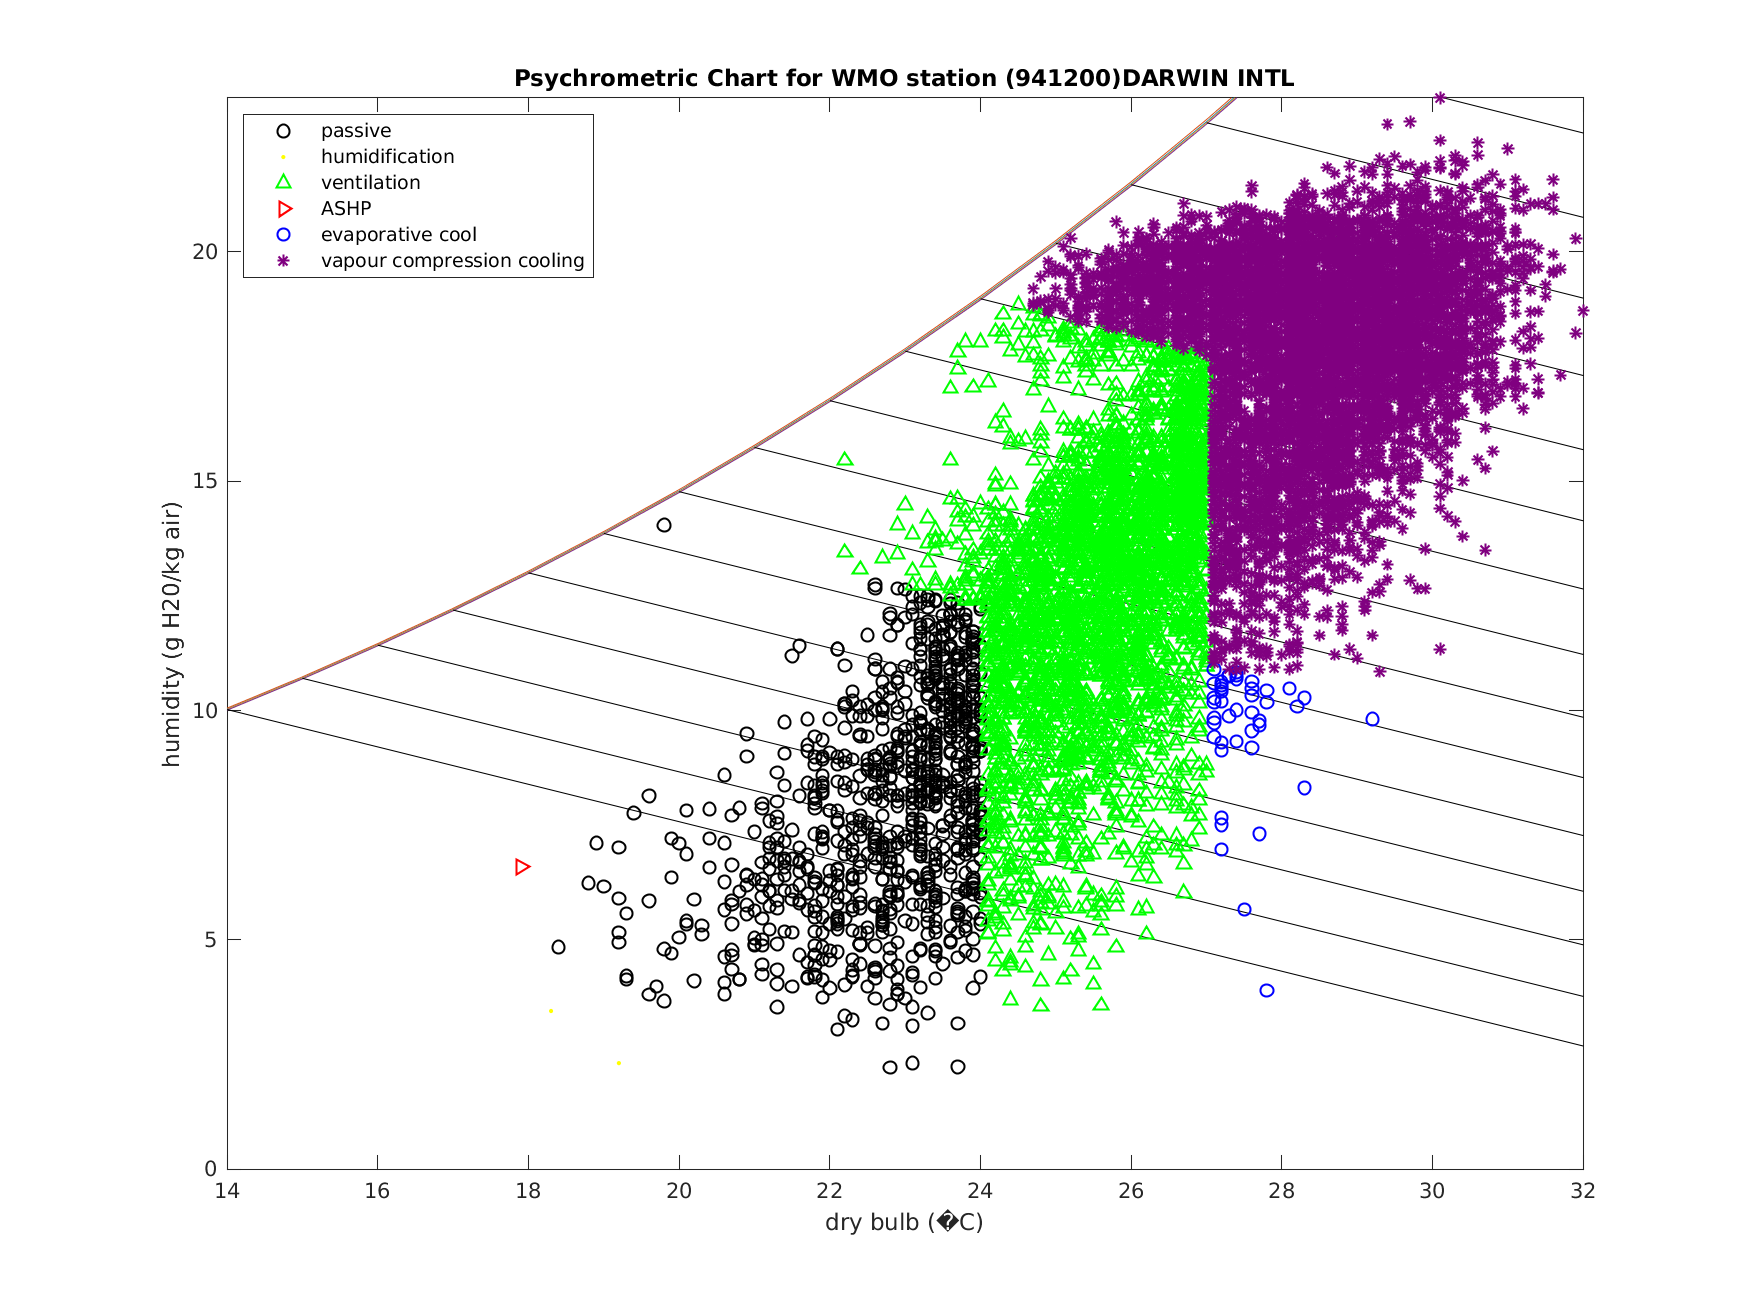 Psychrometric Chart for WMO station (941200)DARWIN INTL
passive
humidification
ventilation
ASHP
evaporative cool
vapour compression cooling
humidity (g H20/kg air)
20
15
10
5
0
14 16 18 20 22 24 26 28 30 32
dry bulb (�C)